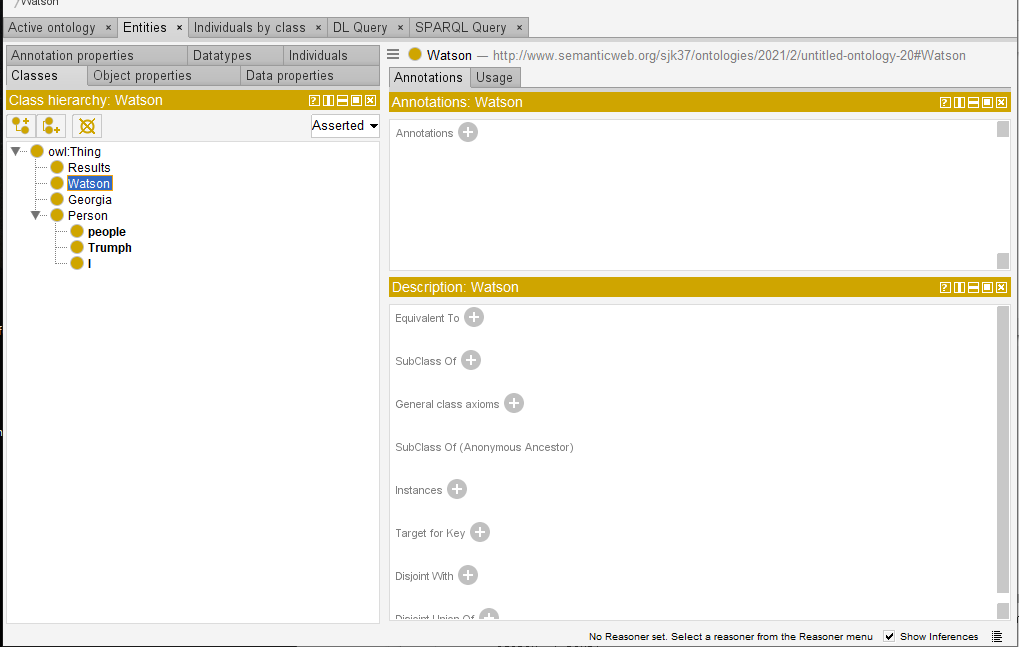 /Watson
Active ontology × Entities × Individuals by class × DL Query × SPARQL Query ×
Annotation properties Datatypes Individuals
Classes Object properties Data properties
Class hierarchy: Watson
Asserted
owl:Thing
Results
Watson
Georgia
Person
people
Trumph
I
Watson — http://www.semanticweb.org/sjk37/ontologies/2021/2/untitled-ontology-20#Watson
Annotations Usage
Annotations: Watson
Annotations
Description: Watson
Equivalent To
SubClass Of
General class axioms
SubClass Of (Anonymous Ancestor)
Instances
Target for Key
Disjoint With
Disjoint Union Of
No Reasoner set. Select a reasoner from the Reasoner menu Show Inferences